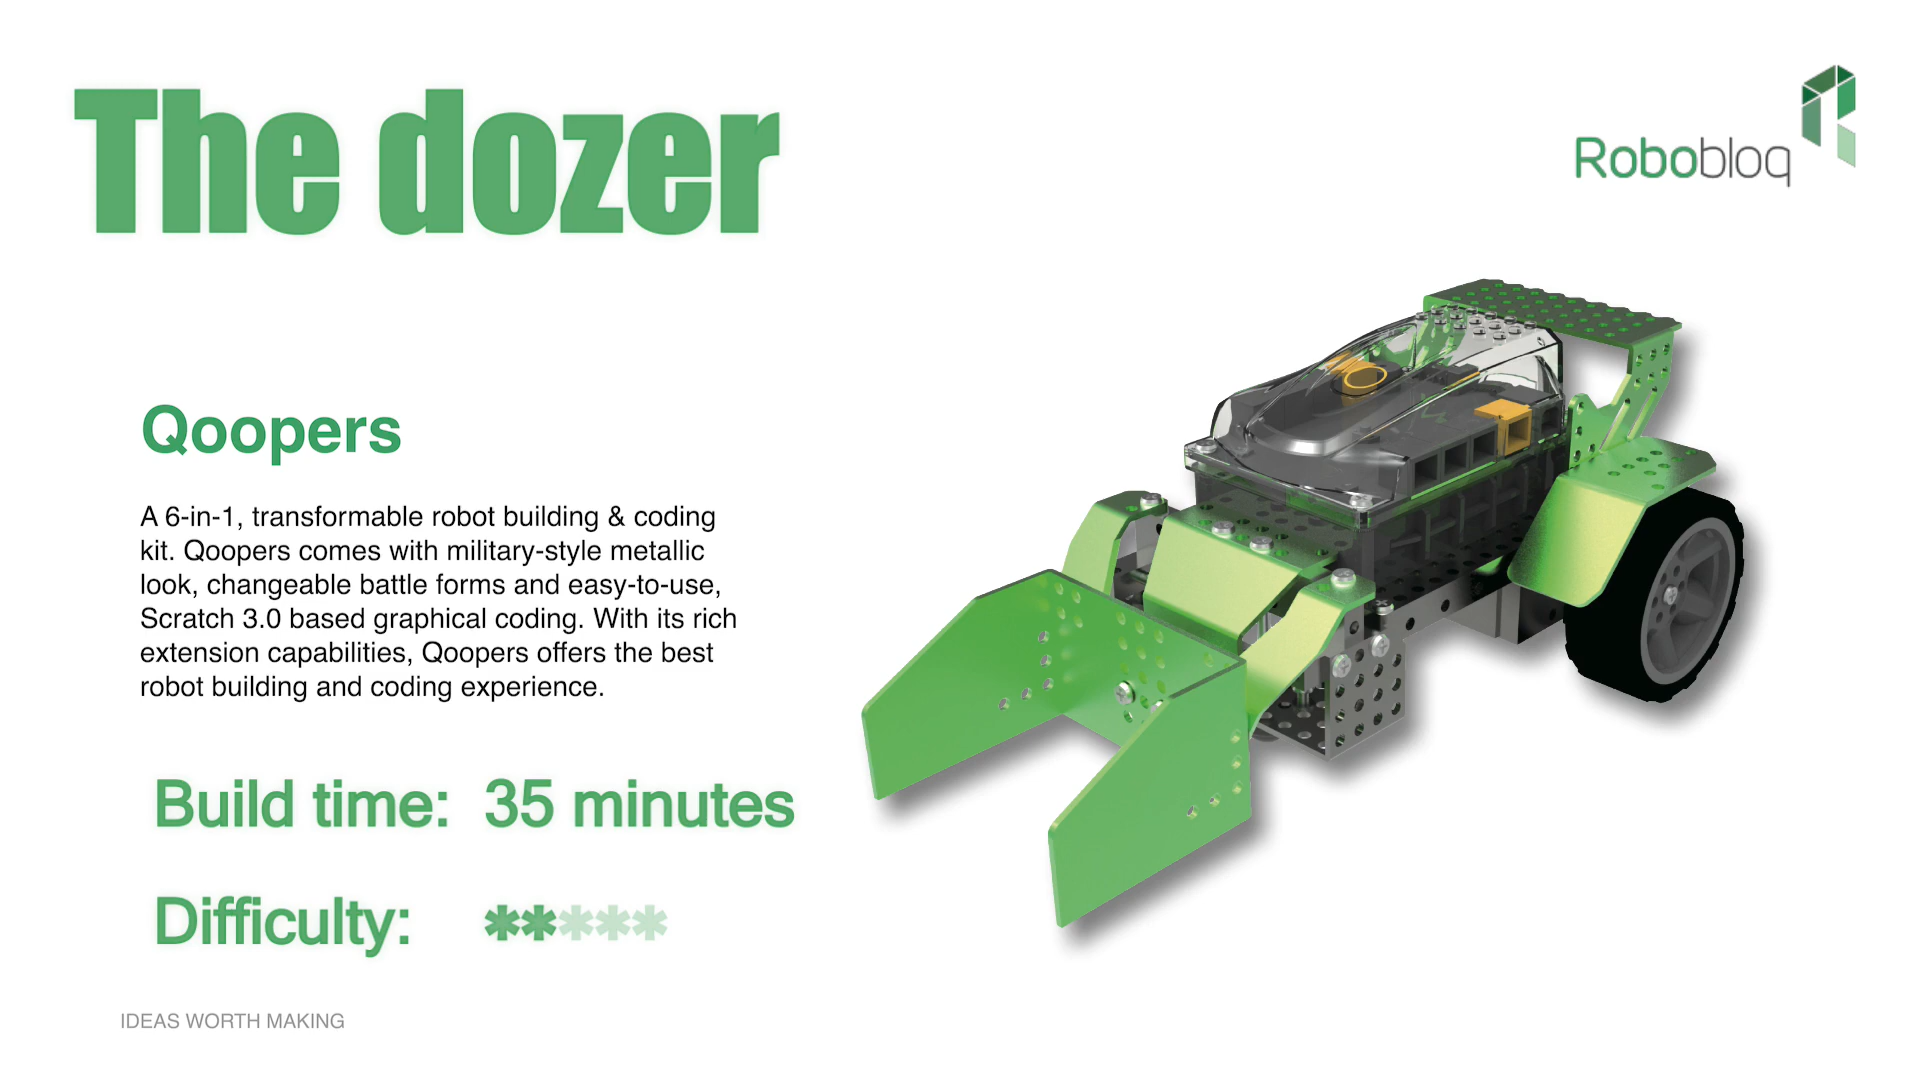 The dozer
Robobloq
Qoopers
A 6-in-1, transformable robot building & coding
kit. Qoopers comes with military-style metallic
look, changeable battle forms and easy-to-use,
Scratch 3.0 based graphical coding. With its rich
extension capabilities, Qoopers offers the best
robot building and coding experience.
Build time: 35 minutes
Difficulty: *****
IDEAS WORTH MAKING